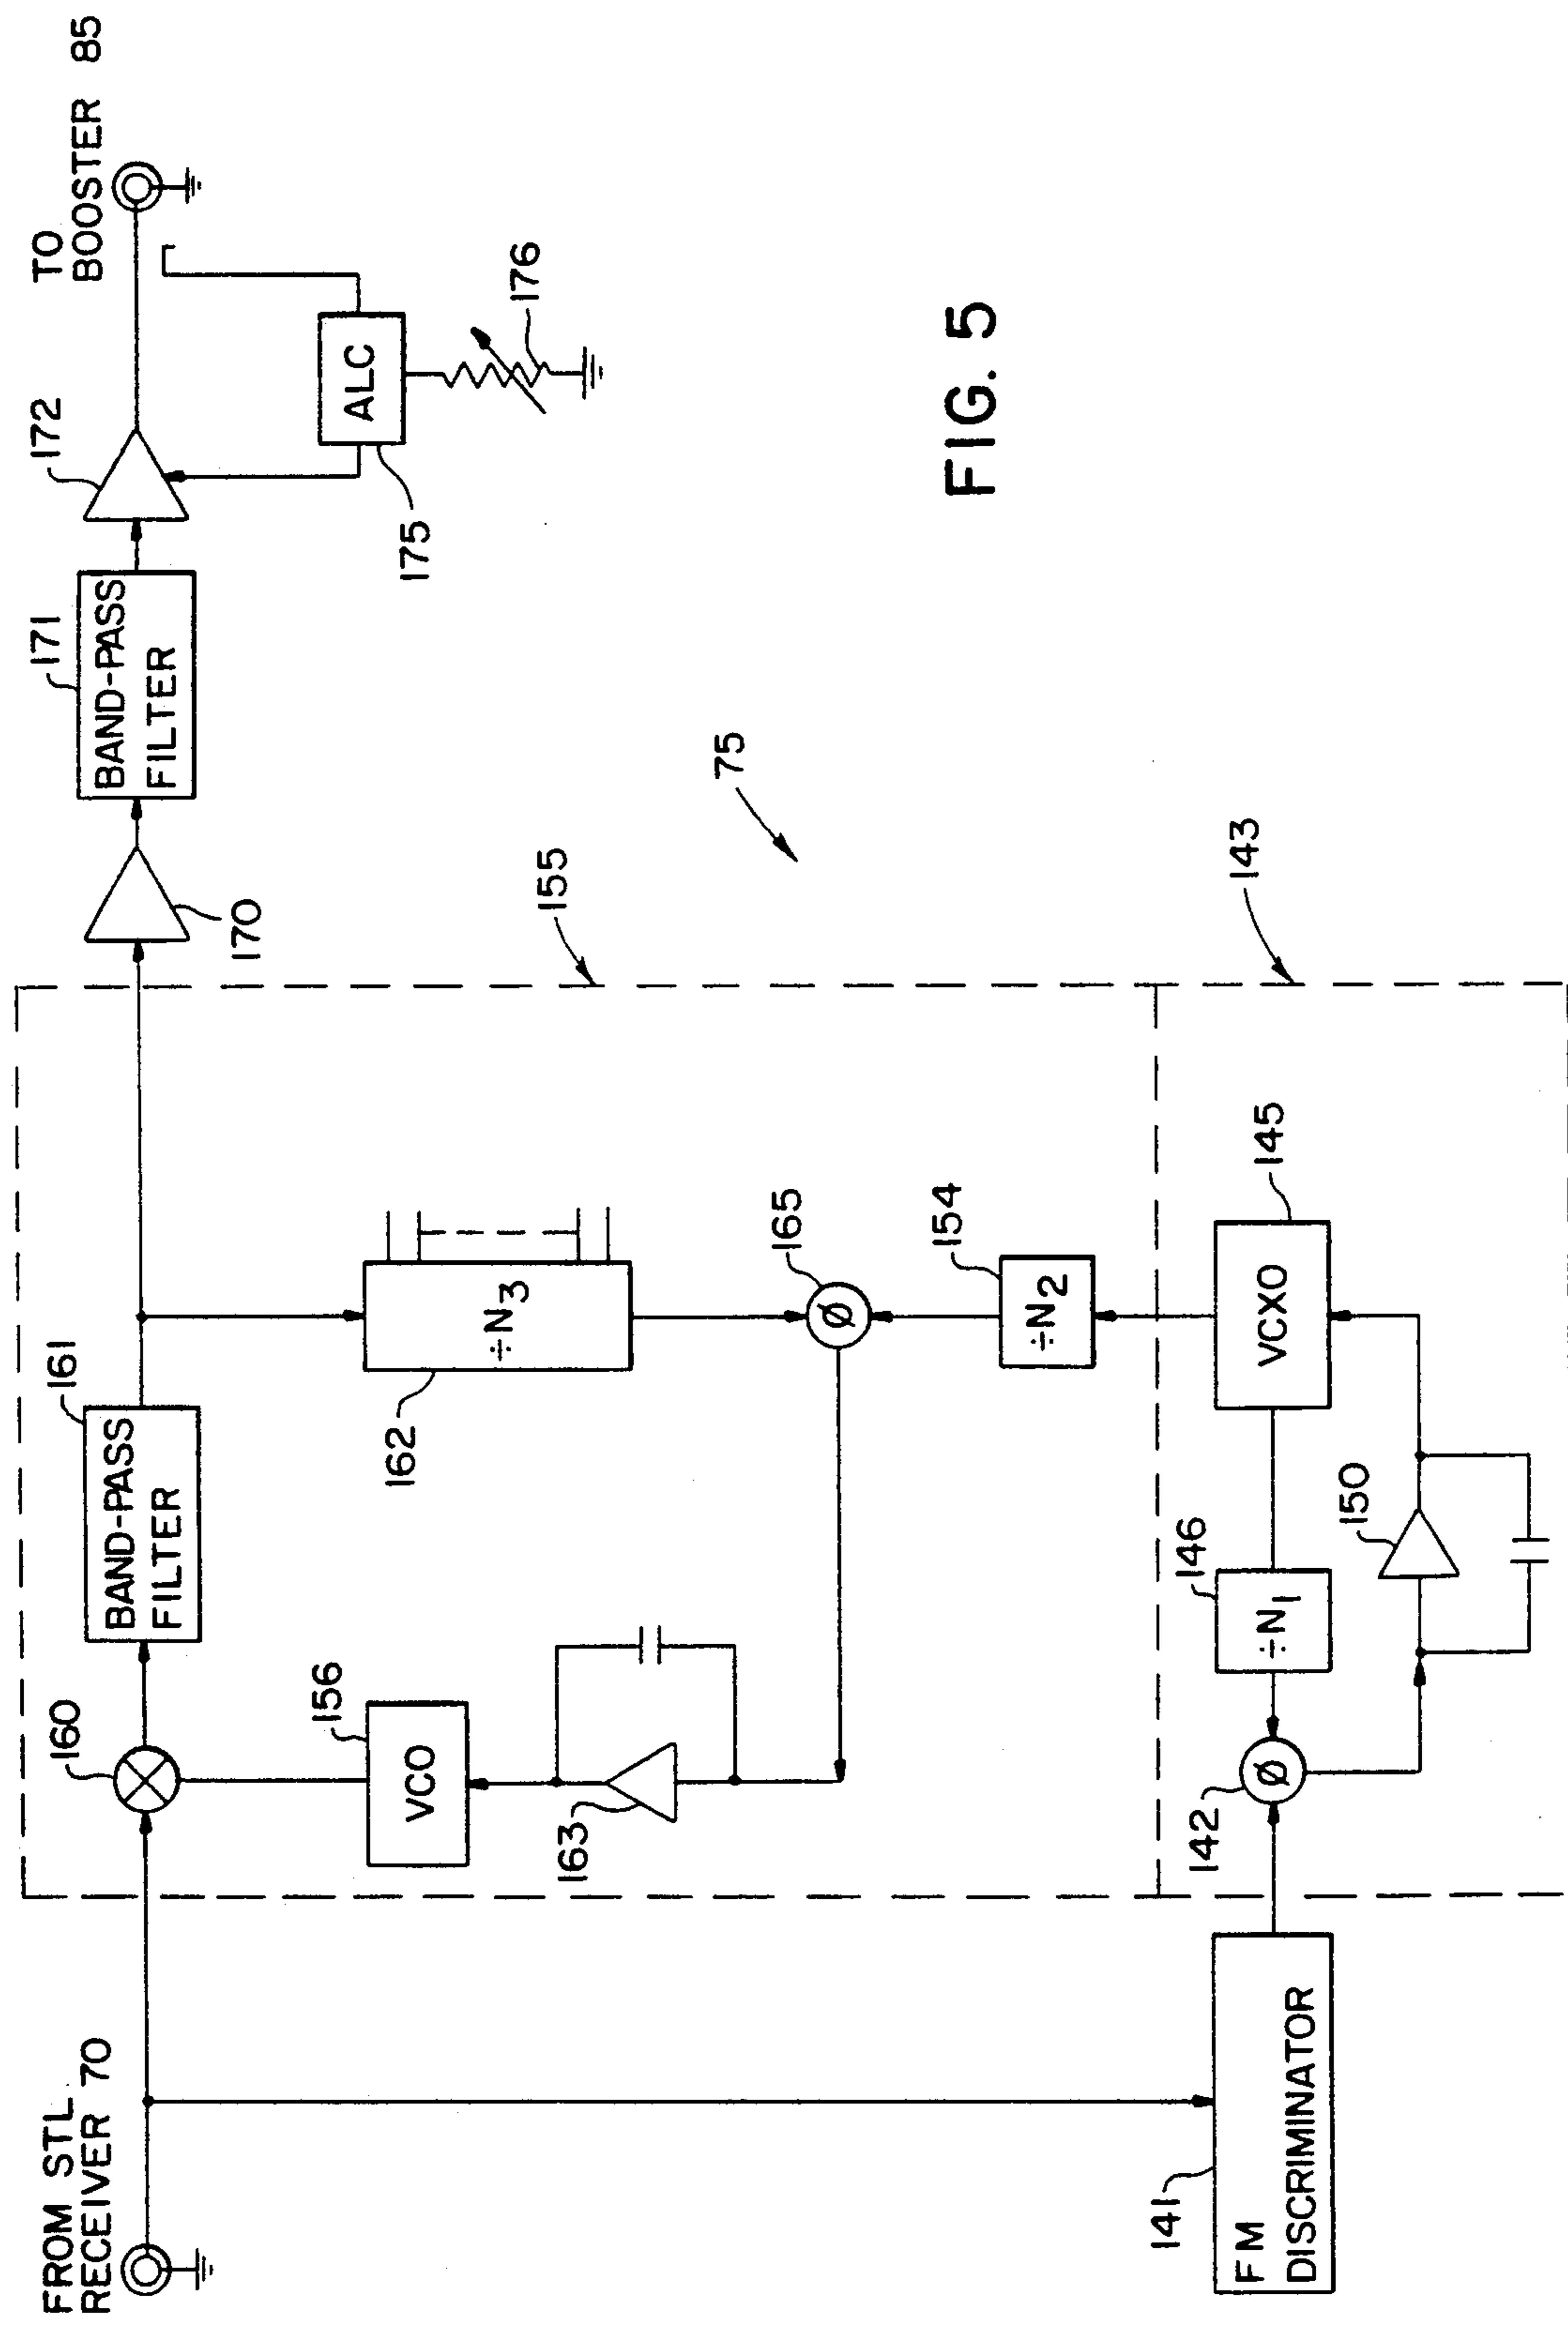 FROM STL
RECEIVER 70
160
161
BAND-PASS
FILTER
170
171
BAND-PASS
FILTER
172
TO
BOOSTER 85
156
VCO
163
÷N3
162
155
ALC
175
176
165
Ø
154
÷N2
75
FIG. 5
141
FM
DISCRIMINATOR
142
Ø
146
÷N1
VCXO
145
150
143